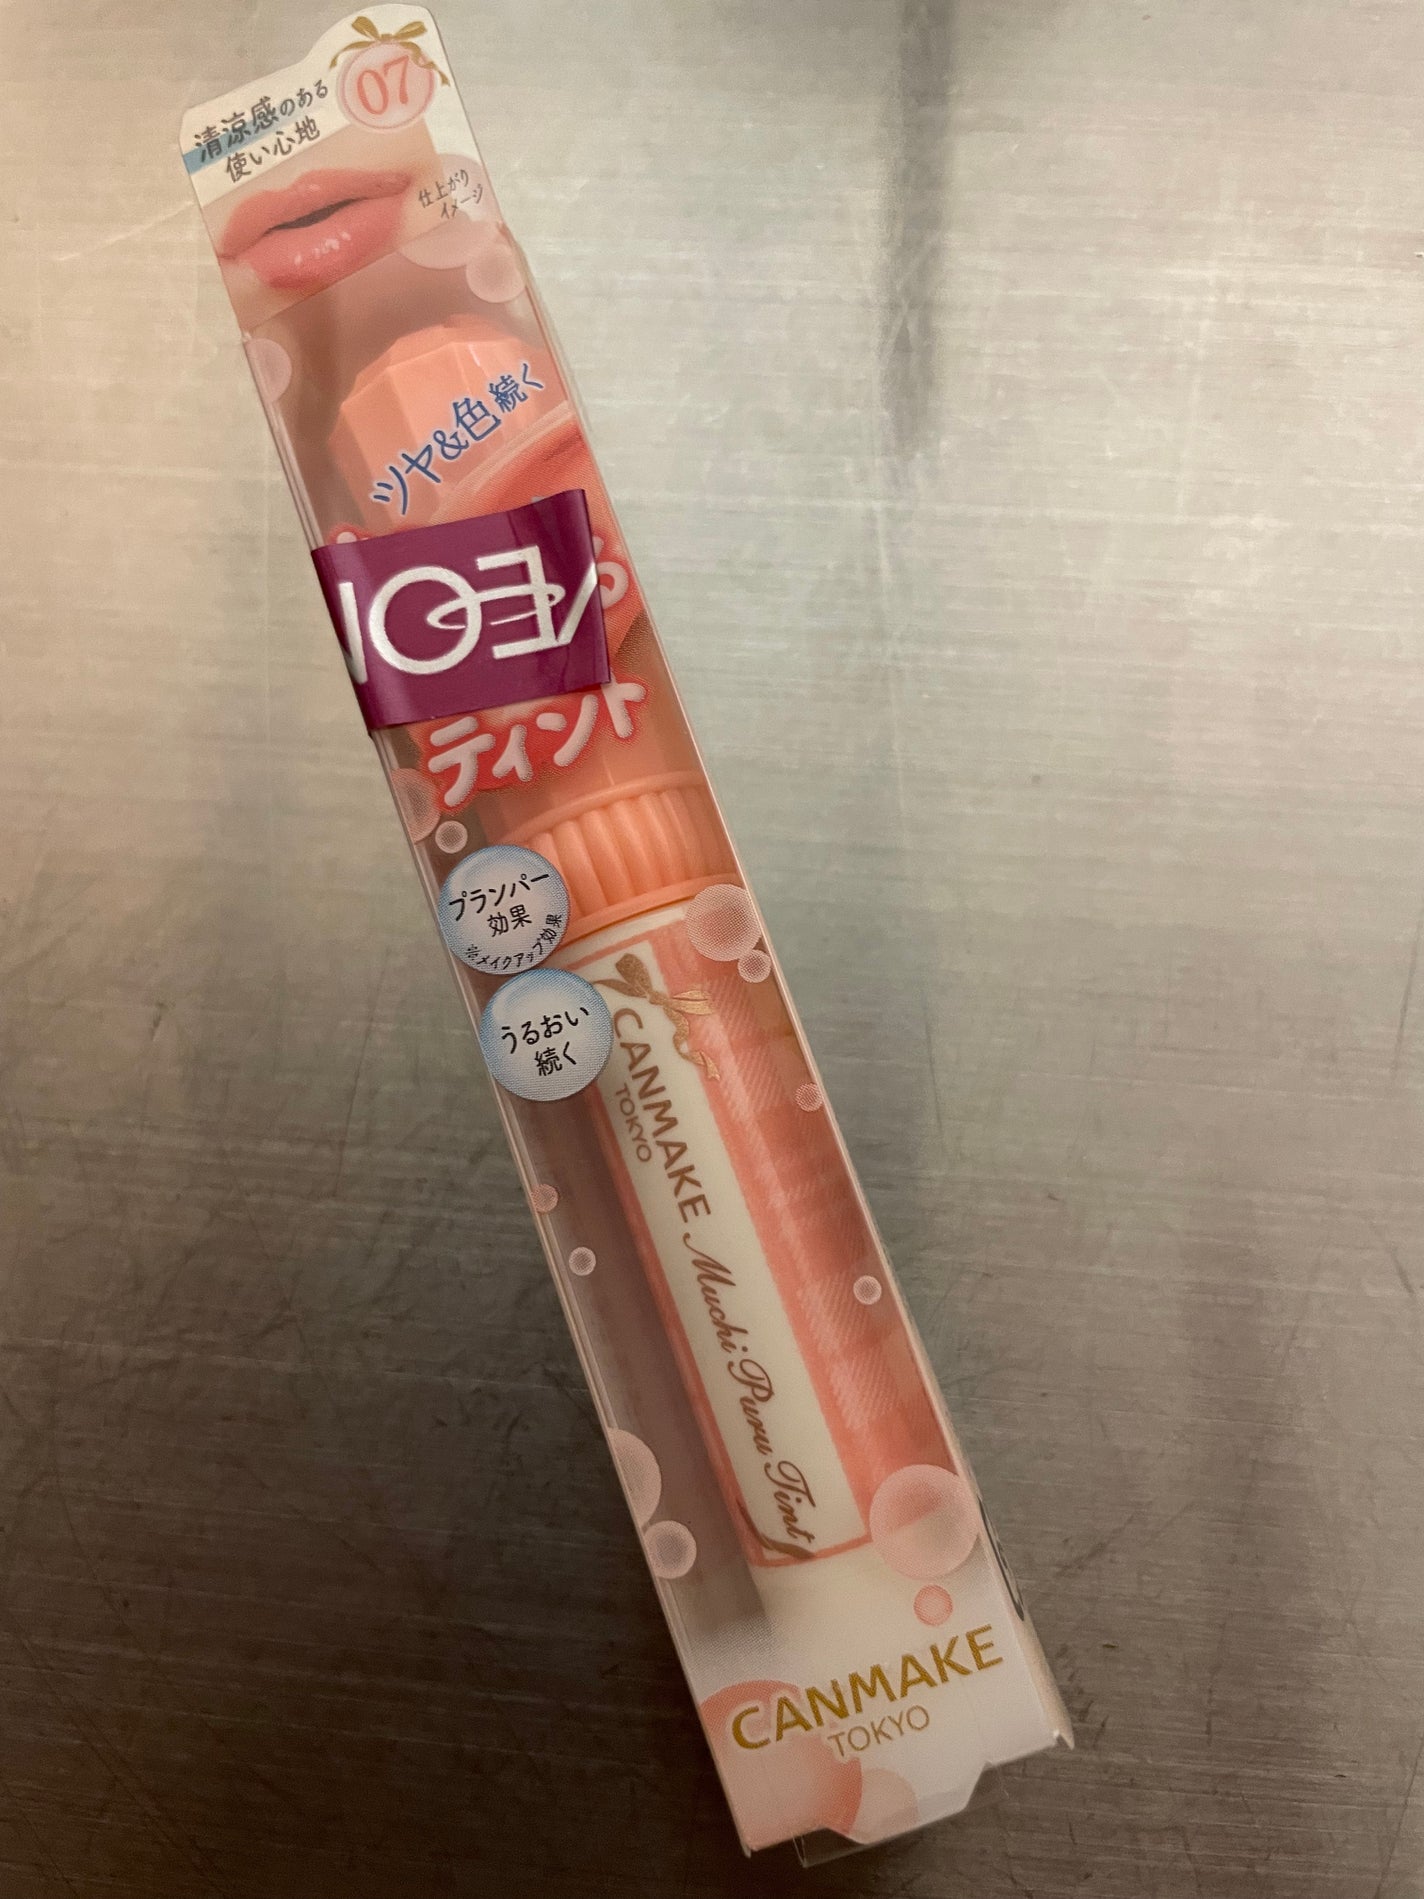 07
清涼感のある
使い心地
仕上がり
イメージ
ツヤ&色続く
ティント
プランパー
効果
※メイクアップ効果
うるおい
続く
CANMAKE
TOKYO
Muchi Puru Tint
CANMAKE
TOKYO